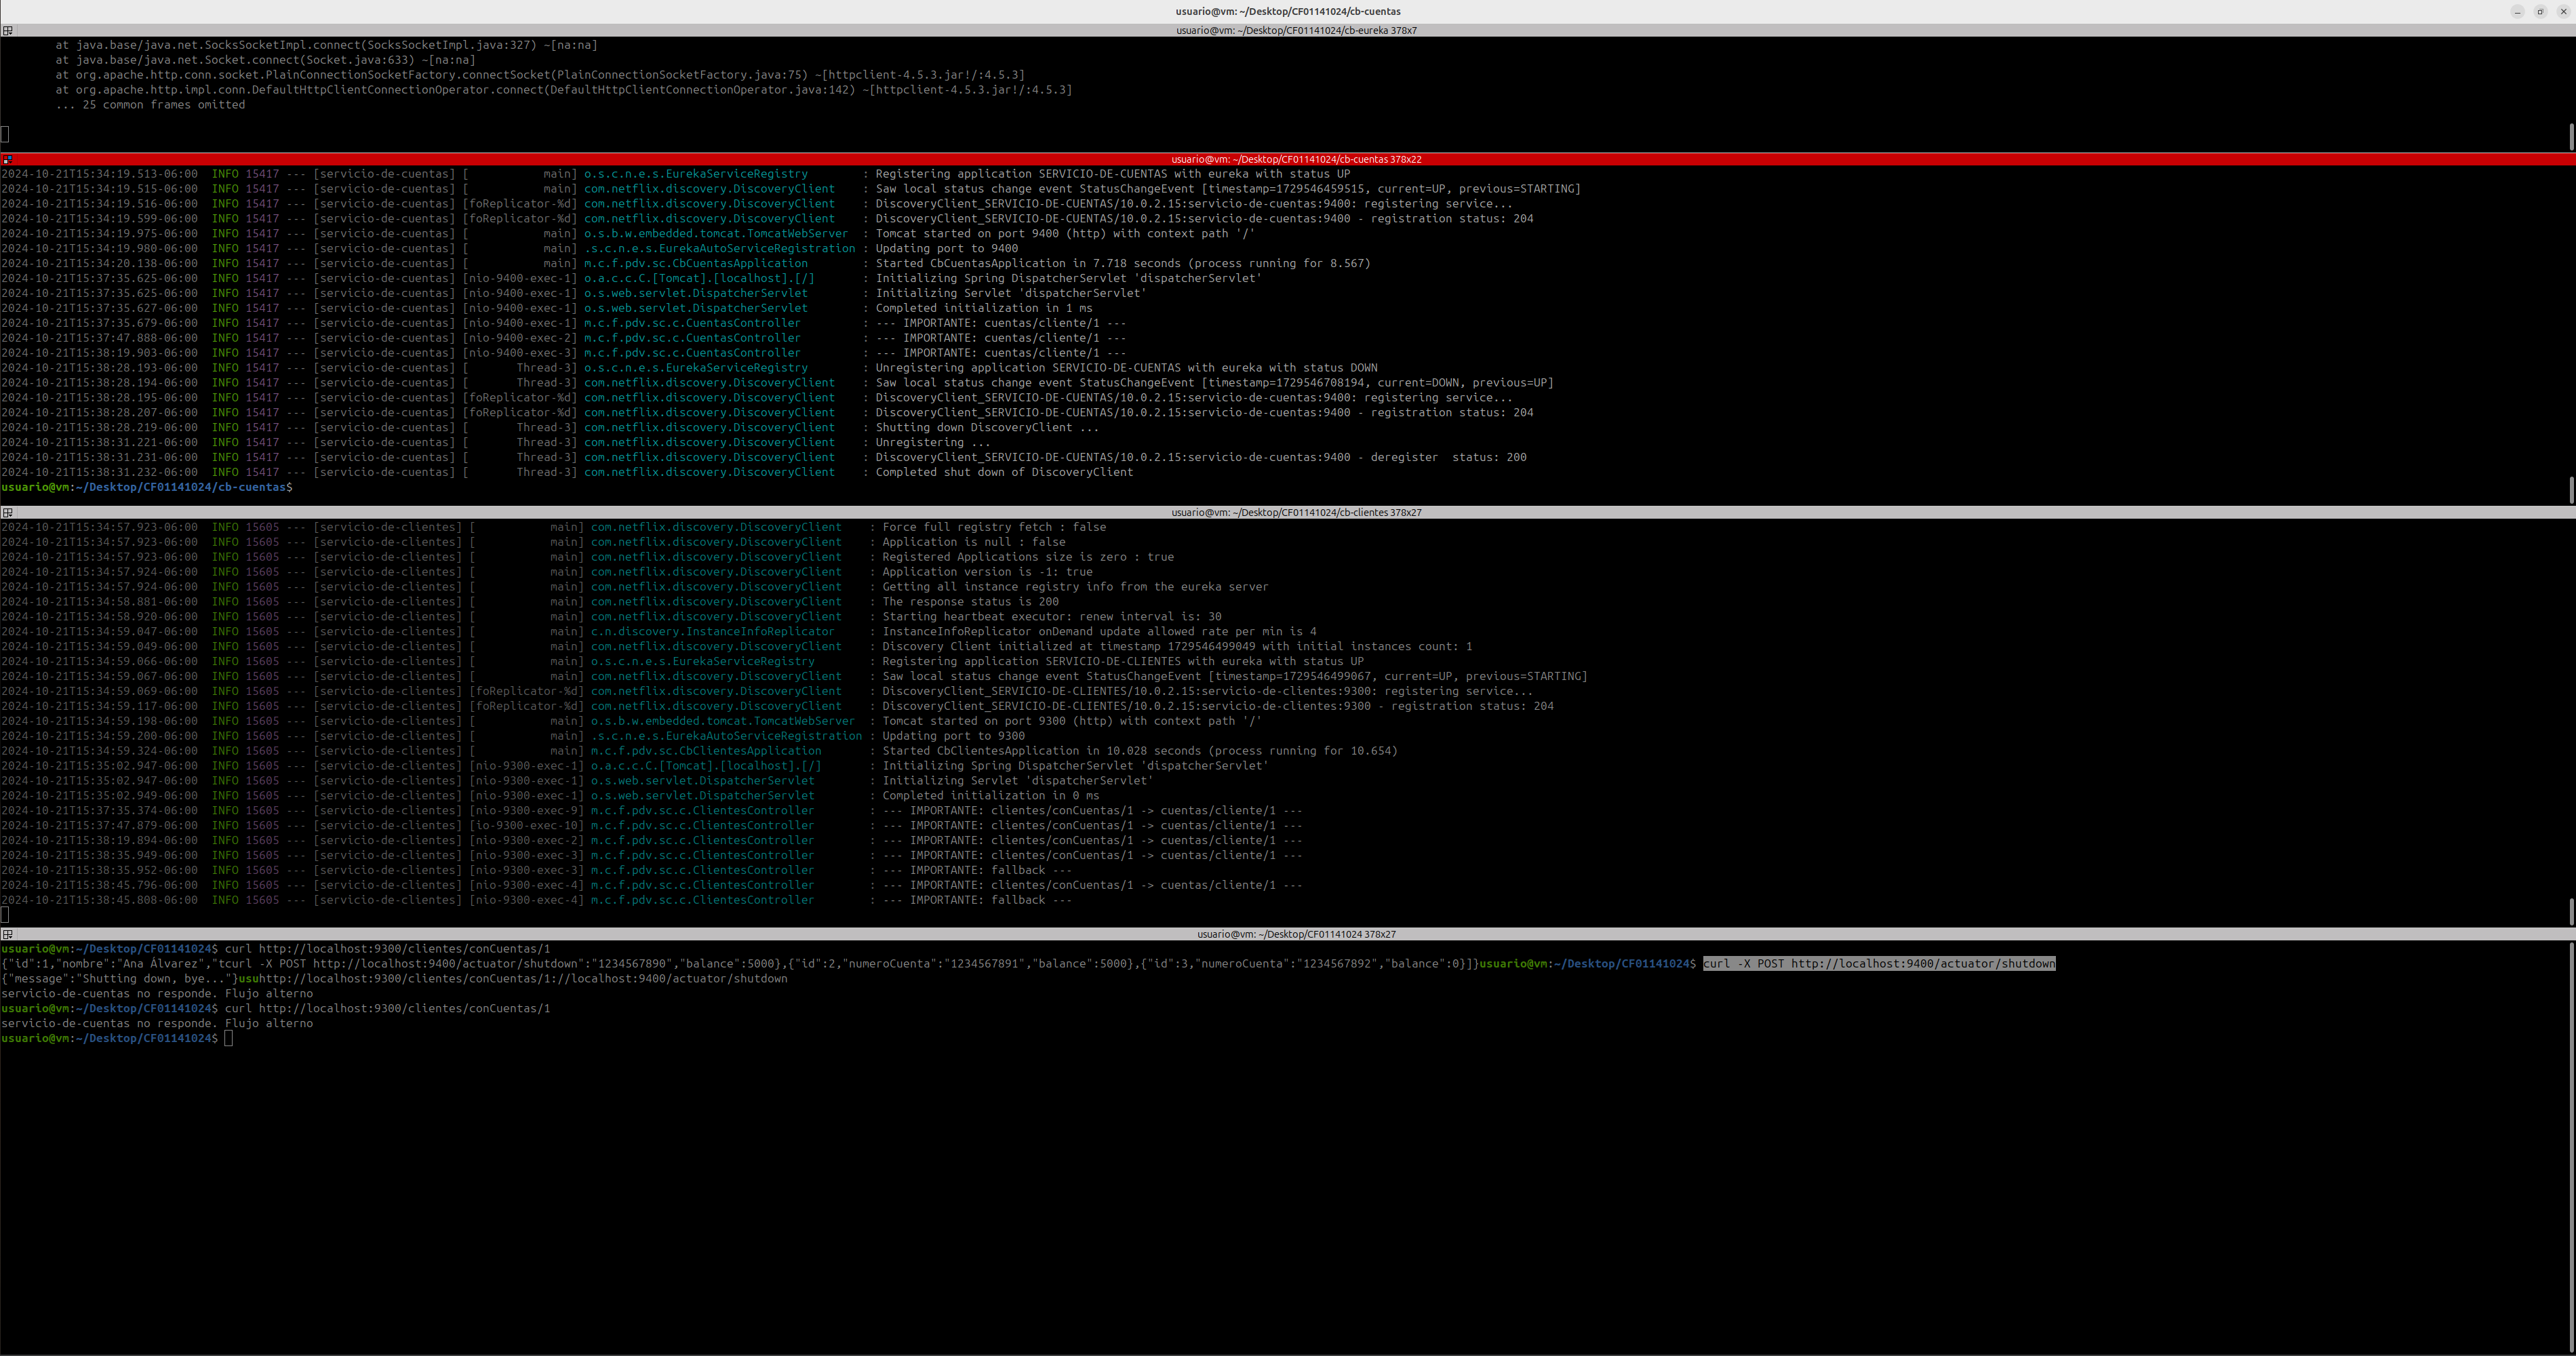 usuario@vm: ~/Desktop/CF01141024/cb-cuentas
usuario@vm: ~/Desktop/CF01141024/cb-eureka 378x7
at java.base/java.net.SocksSocketImpl.connect(SocksSocketImpl.java:327) ~[na:na]
at java.base/java.net.Socket.connect(Socket.java:633) ~[na:na]
at org.apache.http.conn.socket.PlainConnectionSocketFactory.connectSocket(PlainConnectionSocketFactory.java:75) ~[httpclient-4.5.3.jar!/:4.5.3]
at org.apache.http.impl.conn.DefaultHttpClientConnectionOperator.connect(DefaultHttpClientConnectionOperator.java:142) ~[httpclient-4.5.3.jar!/:4.5.3]
... 25 common frames omitted
usuario@vm: ~/Desktop/CF01141024/cb-cuentas 378x22
2024-10-21T15:34:19.513-06:00  INFO 15417 --- [servicio-de-cuentas] [           main] o.s.c.n.e.s.EurekaServiceRegistry        : Registering application SERVICIO-DE-CUENTAS with eureka with status UP
2024-10-21T15:34:19.515-06:00  INFO 15417 --- [servicio-de-cuentas] [           main] com.netflix.discovery.DiscoveryClient    : Saw local status change event StatusChangeEvent [timestamp=1729546459515, current=UP, previous=STARTING]
2024-10-21T15:34:19.516-06:00  INFO 15417 --- [servicio-de-cuentas] [foReplicator-%d] com.netflix.discovery.DiscoveryClient    : DiscoveryClient_SERVICIO-DE-CUENTAS/10.0.2.15:servicio-de-cuentas:9400: registering service...
2024-10-21T15:34:19.599-06:00  INFO 15417 --- [servicio-de-cuentas] [foReplicator-%d] com.netflix.discovery.DiscoveryClient    : DiscoveryClient_SERVICIO-DE-CUENTAS/10.0.2.15:servicio-de-cuentas:9400 - registration status: 204
2024-10-21T15:34:19.975-06:00  INFO 15417 --- [servicio-de-cuentas] [           main] o.s.b.w.embedded.tomcat.TomcatWebServer  : Tomcat started on port 9400 (http) with context path '/'
2024-10-21T15:34:19.980-06:00  INFO 15417 --- [servicio-de-cuentas] [           main] .s.c.n.e.s.EurekaAutoServiceRegistration : Updating port to 9400
2024-10-21T15:34:20.138-06:00  INFO 15417 --- [servicio-de-cuentas] [           main] m.c.f.pdv.sc.CbCuentasApplication        : Started CbCuentasApplication in 7.718 seconds (process running for 8.567)
2024-10-21T15:37:35.625-06:00  INFO 15417 --- [servicio-de-cuentas] [nio-9400-exec-1] o.a.c.c.C.[Tomcat].[localhost].[/]       : Initializing Spring DispatcherServlet 'dispatcherServlet'
2024-10-21T15:37:35.625-06:00  INFO 15417 --- [servicio-de-cuentas] [nio-9400-exec-1] o.s.web.servlet.DispatcherServlet        : Initializing Servlet 'dispatcherServlet'
2024-10-21T15:37:35.627-06:00  INFO 15417 --- [servicio-de-cuentas] [nio-9400-exec-1] o.s.web.servlet.DispatcherServlet        : Completed initialization in 1 ms
2024-10-21T15:37:35.679-06:00  INFO 15417 --- [servicio-de-cuentas] [nio-9400-exec-1] m.c.f.pdv.sc.c.CuentasController         : --- IMPORTANTE: cuentas/cliente/1 ---
2024-10-21T15:37:47.888-06:00  INFO 15417 --- [servicio-de-cuentas] [nio-9400-exec-2] m.c.f.pdv.sc.c.CuentasController         : --- IMPORTANTE: cuentas/cliente/1 ---
2024-10-21T15:38:19.903-06:00  INFO 15417 --- [servicio-de-cuentas] [nio-9400-exec-3] m.c.f.pdv.sc.c.CuentasController         : --- IMPORTANTE: cuentas/cliente/1 ---
2024-10-21T15:38:28.193-06:00  INFO 15417 --- [servicio-de-cuentas] [       Thread-3] o.s.c.n.e.s.EurekaServiceRegistry        : Unregistering application SERVICIO-DE-CUENTAS with eureka with status DOWN
2024-10-21T15:38:28.194-06:00  INFO 15417 --- [servicio-de-cuentas] [       Thread-3] com.netflix.discovery.DiscoveryClient    : Saw local status change event StatusChangeEvent [timestamp=1729546708194, current=DOWN, previous=UP]
2024-10-21T15:38:28.195-06:00  INFO 15417 --- [servicio-de-cuentas] [foReplicator-%d] com.netflix.discovery.DiscoveryClient    : DiscoveryClient_SERVICIO-DE-CUENTAS/10.0.2.15:servicio-de-cuentas:9400: registering service...
2024-10-21T15:38:28.207-06:00  INFO 15417 --- [servicio-de-cuentas] [foReplicator-%d] com.netflix.discovery.DiscoveryClient    : DiscoveryClient_SERVICIO-DE-CUENTAS/10.0.2.15:servicio-de-cuentas:9400 - registration status: 204
2024-10-21T15:38:28.219-06:00  INFO 15417 --- [servicio-de-cuentas] [       Thread-3] com.netflix.discovery.DiscoveryClient    : Shutting down DiscoveryClient ...
2024-10-21T15:38:31.221-06:00  INFO 15417 --- [servicio-de-cuentas] [       Thread-3] com.netflix.discovery.DiscoveryClient    : Unregistering ...
2024-10-21T15:38:31.231-06:00  INFO 15417 --- [servicio-de-cuentas] [       Thread-3] com.netflix.discovery.DiscoveryClient    : DiscoveryClient_SERVICIO-DE-CUENTAS/10.0.2.15:servicio-de-cuentas:9400 - deregister  status: 200
2024-10-21T15:38:31.232-06:00  INFO 15417 --- [servicio-de-cuentas] [       Thread-3] com.netflix.discovery.DiscoveryClient    : Completed shut down of DiscoveryClient
usuario@vm:~/Desktop/CF01141024/cb-cuentas$
usuario@vm: ~/Desktop/CF01141024/cb-clientes 378x27
2024-10-21T15:34:57.923-06:00  INFO 15605 --- [servicio-de-clientes] [           main] com.netflix.discovery.DiscoveryClient    : Force full registry fetch : false
2024-10-21T15:34:57.923-06:00  INFO 15605 --- [servicio-de-clientes] [           main] com.netflix.discovery.DiscoveryClient    : Application is null : false
2024-10-21T15:34:57.923-06:00  INFO 15605 --- [servicio-de-clientes] [           main] com.netflix.discovery.DiscoveryClient    : Registered Applications size is zero : true
2024-10-21T15:34:57.924-06:00  INFO 15605 --- [servicio-de-clientes] [           main] com.netflix.discovery.DiscoveryClient    : Application version is -1: true
2024-10-21T15:34:57.924-06:00  INFO 15605 --- [servicio-de-clientes] [           main] com.netflix.discovery.DiscoveryClient    : Getting all instance registry info from the eureka server
2024-10-21T15:34:58.881-06:00  INFO 15605 --- [servicio-de-clientes] [           main] com.netflix.discovery.DiscoveryClient    : The response status is 200
2024-10-21T15:34:58.920-06:00  INFO 15605 --- [servicio-de-clientes] [           main] com.netflix.discovery.DiscoveryClient    : Starting heartbeat executor: renew interval is: 30
2024-10-21T15:34:59.047-06:00  INFO 15605 --- [servicio-de-clientes] [           main] c.n.discovery.InstanceInfoReplicator     : InstanceInfoReplicator onDemand update allowed rate per min is 4
2024-10-21T15:34:59.049-06:00  INFO 15605 --- [servicio-de-clientes] [           main] com.netflix.discovery.DiscoveryClient    : Discovery Client initialized at timestamp 1729546499049 with initial instances count: 1
2024-10-21T15:34:59.066-06:00  INFO 15605 --- [servicio-de-clientes] [           main] o.s.c.n.e.s.EurekaServiceRegistry        : Registering application SERVICIO-DE-CLIENTES with eureka with status UP
2024-10-21T15:34:59.067-06:00  INFO 15605 --- [servicio-de-clientes] [           main] com.netflix.discovery.DiscoveryClient    : Saw local status change event StatusChangeEvent [timestamp=1729546499067, current=UP, previous=STARTING]
2024-10-21T15:34:59.069-06:00  INFO 15605 --- [servicio-de-clientes] [foReplicator-%d] com.netflix.discovery.DiscoveryClient    : DiscoveryClient_SERVICIO-DE-CLIENTES/10.0.2.15:servicio-de-clientes:9300: registering service...
2024-10-21T15:34:59.117-06:00  INFO 15605 --- [servicio-de-clientes] [foReplicator-%d] com.netflix.discovery.DiscoveryClient    : DiscoveryClient_SERVICIO-DE-CLIENTES/10.0.2.15:servicio-de-clientes:9300 - registration status: 204
2024-10-21T15:34:59.198-06:00  INFO 15605 --- [servicio-de-clientes] [           main] o.s.b.w.embedded.tomcat.TomcatWebServer  : Tomcat started on port 9300 (http) with context path '/'
2024-10-21T15:34:59.200-06:00  INFO 15605 --- [servicio-de-clientes] [           main] .s.c.n.e.s.EurekaAutoServiceRegistration : Updating port to 9300
2024-10-21T15:34:59.324-06:00  INFO 15605 --- [servicio-de-clientes] [           main] m.c.f.pdv.sc.CbClientesApplication       : Started CbClientesApplication in 10.028 seconds (process running for 10.654)
2024-10-21T15:35:02.947-06:00  INFO 15605 --- [servicio-de-clientes] [nio-9300-exec-1] o.a.c.c.C.[Tomcat].[localhost].[/]       : Initializing Spring DispatcherServlet 'dispatcherServlet'
2024-10-21T15:35:02.947-06:00  INFO 15605 --- [servicio-de-clientes] [nio-9300-exec-1] o.s.web.servlet.DispatcherServlet        : Initializing Servlet 'dispatcherServlet'
2024-10-21T15:35:02.949-06:00  INFO 15605 --- [servicio-de-clientes] [nio-9300-exec-1] o.s.web.servlet.DispatcherServlet        : Completed initialization in 0 ms
2024-10-21T15:37:35.374-06:00  INFO 15605 --- [servicio-de-clientes] [nio-9300-exec-9] m.c.f.pdv.sc.c.ClientesController        : --- IMPORTANTE: clientes/conCuentas/1 -> cuentas/cliente/1 ---
2024-10-21T15:37:47.879-06:00  INFO 15605 --- [servicio-de-clientes] [io-9300-exec-10] m.c.f.pdv.sc.c.ClientesController        : --- IMPORTANTE: clientes/conCuentas/1 -> cuentas/cliente/1 ---
2024-10-21T15:38:19.894-06:00  INFO 15605 --- [servicio-de-clientes] [nio-9300-exec-2] m.c.f.pdv.sc.c.ClientesController        : --- IMPORTANTE: clientes/conCuentas/1 -> cuentas/cliente/1 ---
2024-10-21T15:38:35.949-06:00  INFO 15605 --- [servicio-de-clientes] [nio-9300-exec-3] m.c.f.pdv.sc.c.ClientesController        : --- IMPORTANTE: clientes/conCuentas/1 -> cuentas/cliente/1 ---
2024-10-21T15:38:35.952-06:00  INFO 15605 --- [servicio-de-clientes] [nio-9300-exec-3] m.c.f.pdv.sc.c.ClientesController        : --- IMPORTANTE: fallback ---
2024-10-21T15:38:45.796-06:00  INFO 15605 --- [servicio-de-clientes] [nio-9300-exec-4] m.c.f.pdv.sc.c.ClientesController        : --- IMPORTANTE: clientes/conCuentas/1 -> cuentas/cliente/1 ---
2024-10-21T15:38:45.808-06:00  INFO 15605 --- [servicio-de-clientes] [nio-9300-exec-4] m.c.f.pdv.sc.c.ClientesController        : --- IMPORTANTE: fallback ---
usuario@vm: ~/Desktop/CF01141024 378x27
usuario@vm:~/Desktop/CF01141024$ curl http://localhost:9300/clientes/conCuentas/1
{"id":1,"nombre":"Ana Álvarez","tcurl -X POST http://localhost:9400/actuator/shutdown":"1234567890","balance":5000},{"id":2,"numeroCuenta":"1234567891","balance":5000},{"id":3,"numeroCuenta":"1234567892","balance":0}]}usuario@vm:~/Desktop/CF01141024$ curl -X POST http://localhost:9400/actuator/shutdown
{"message":"Shutting down, bye..."}usuhttp://localhost:9300/clientes/conCuentas/1://localhost:9400/actuator/shutdown
servicio-de-cuentas no responde. Flujo alterno
usuario@vm:~/Desktop/CF01141024$ curl http://localhost:9300/clientes/conCuentas/1
servicio-de-cuentas no responde. Flujo alterno
usuario@vm:~/Desktop/CF01141024$